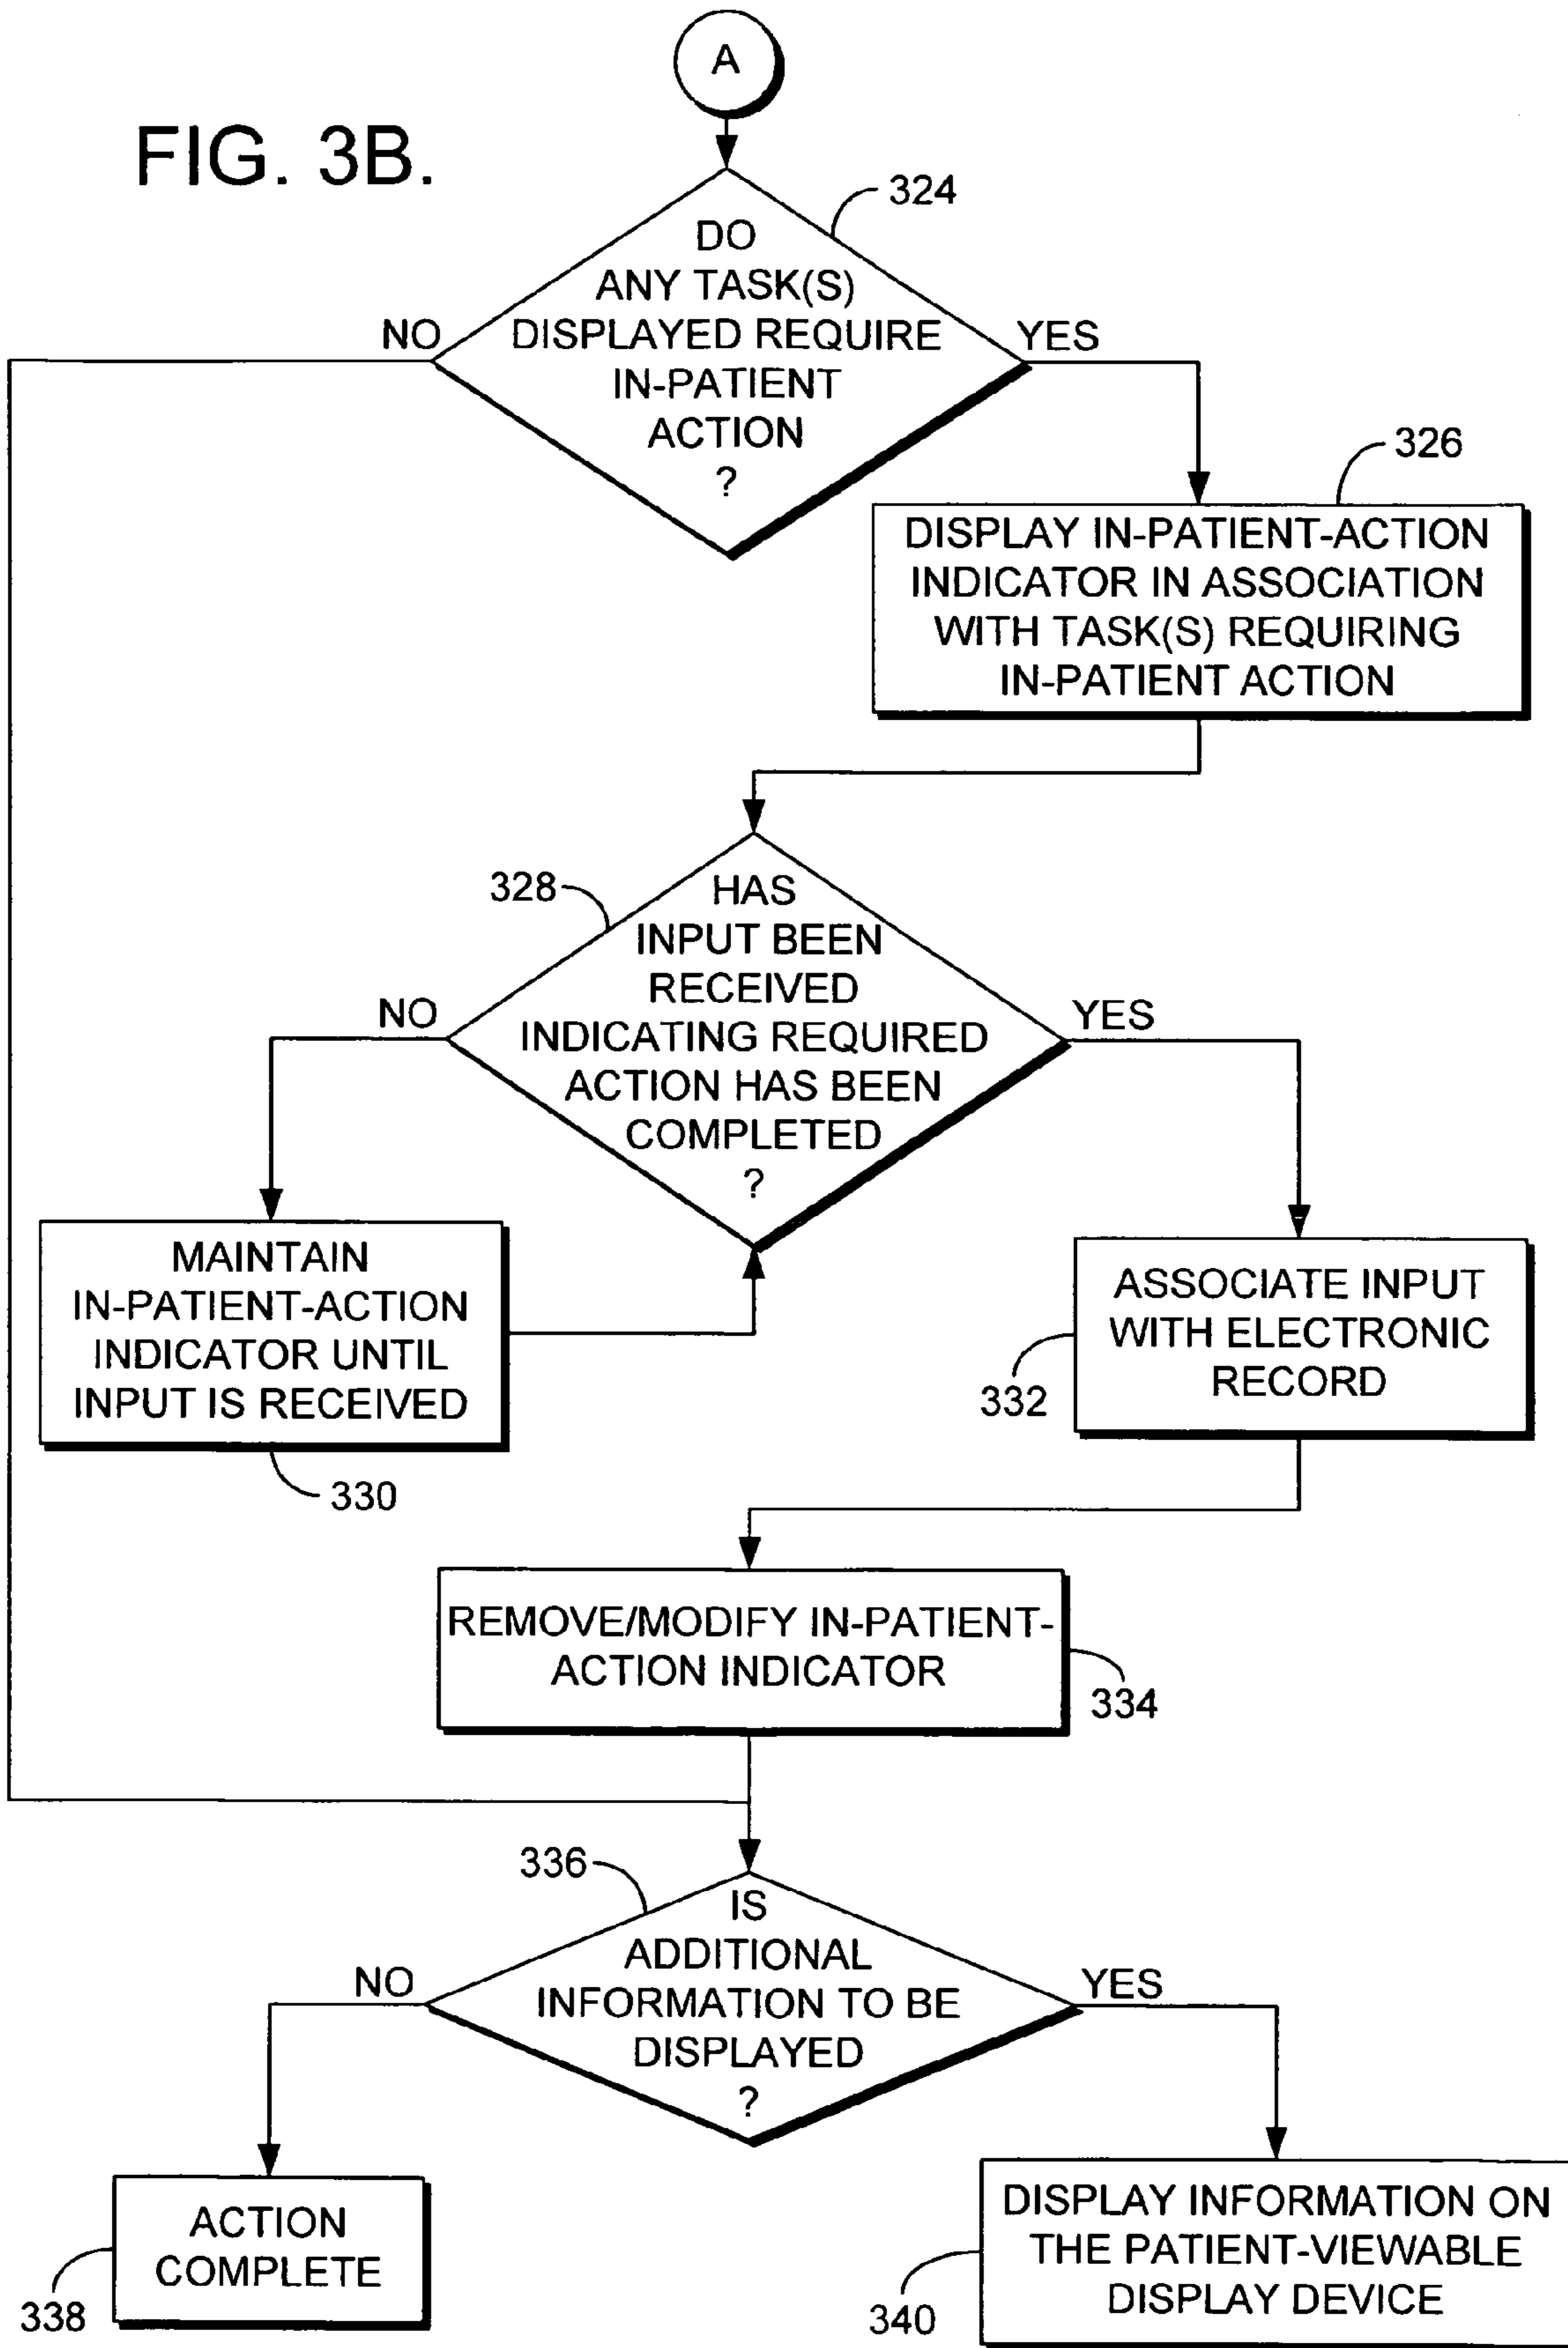 A
FIG. 3B.
324
DO
ANY TASK(S)
DISPLAYED REQUIRE
IN-PATIENT
ACTION
?
NO
YES
326
DISPLAY IN-PATIENT-ACTION
INDICATOR IN ASSOCIATION
WITH TASK(S) REQUIRING
IN-PATIENT ACTION
328
HAS
INPUT BEEN
RECEIVED
INDICATING REQUIRED
ACTION HAS BEEN
COMPLETED
?
NO
YES
MAINTAIN
IN-PATIENT-ACTION
INDICATOR UNTIL
INPUT IS RECEIVED
330
ASSOCIATE INPUT
WITH ELECTRONIC
RECORD
332
REMOVE/MODIFY IN-PATIENT-
ACTION INDICATOR
334
336
IS
ADDITIONAL
INFORMATION TO BE
DISPLAYED
?
NO
YES
ACTION
COMPLETE
338
DISPLAY INFORMATION ON
THE PATIENT-VIEWABLE
DISPLAY DEVICE
340